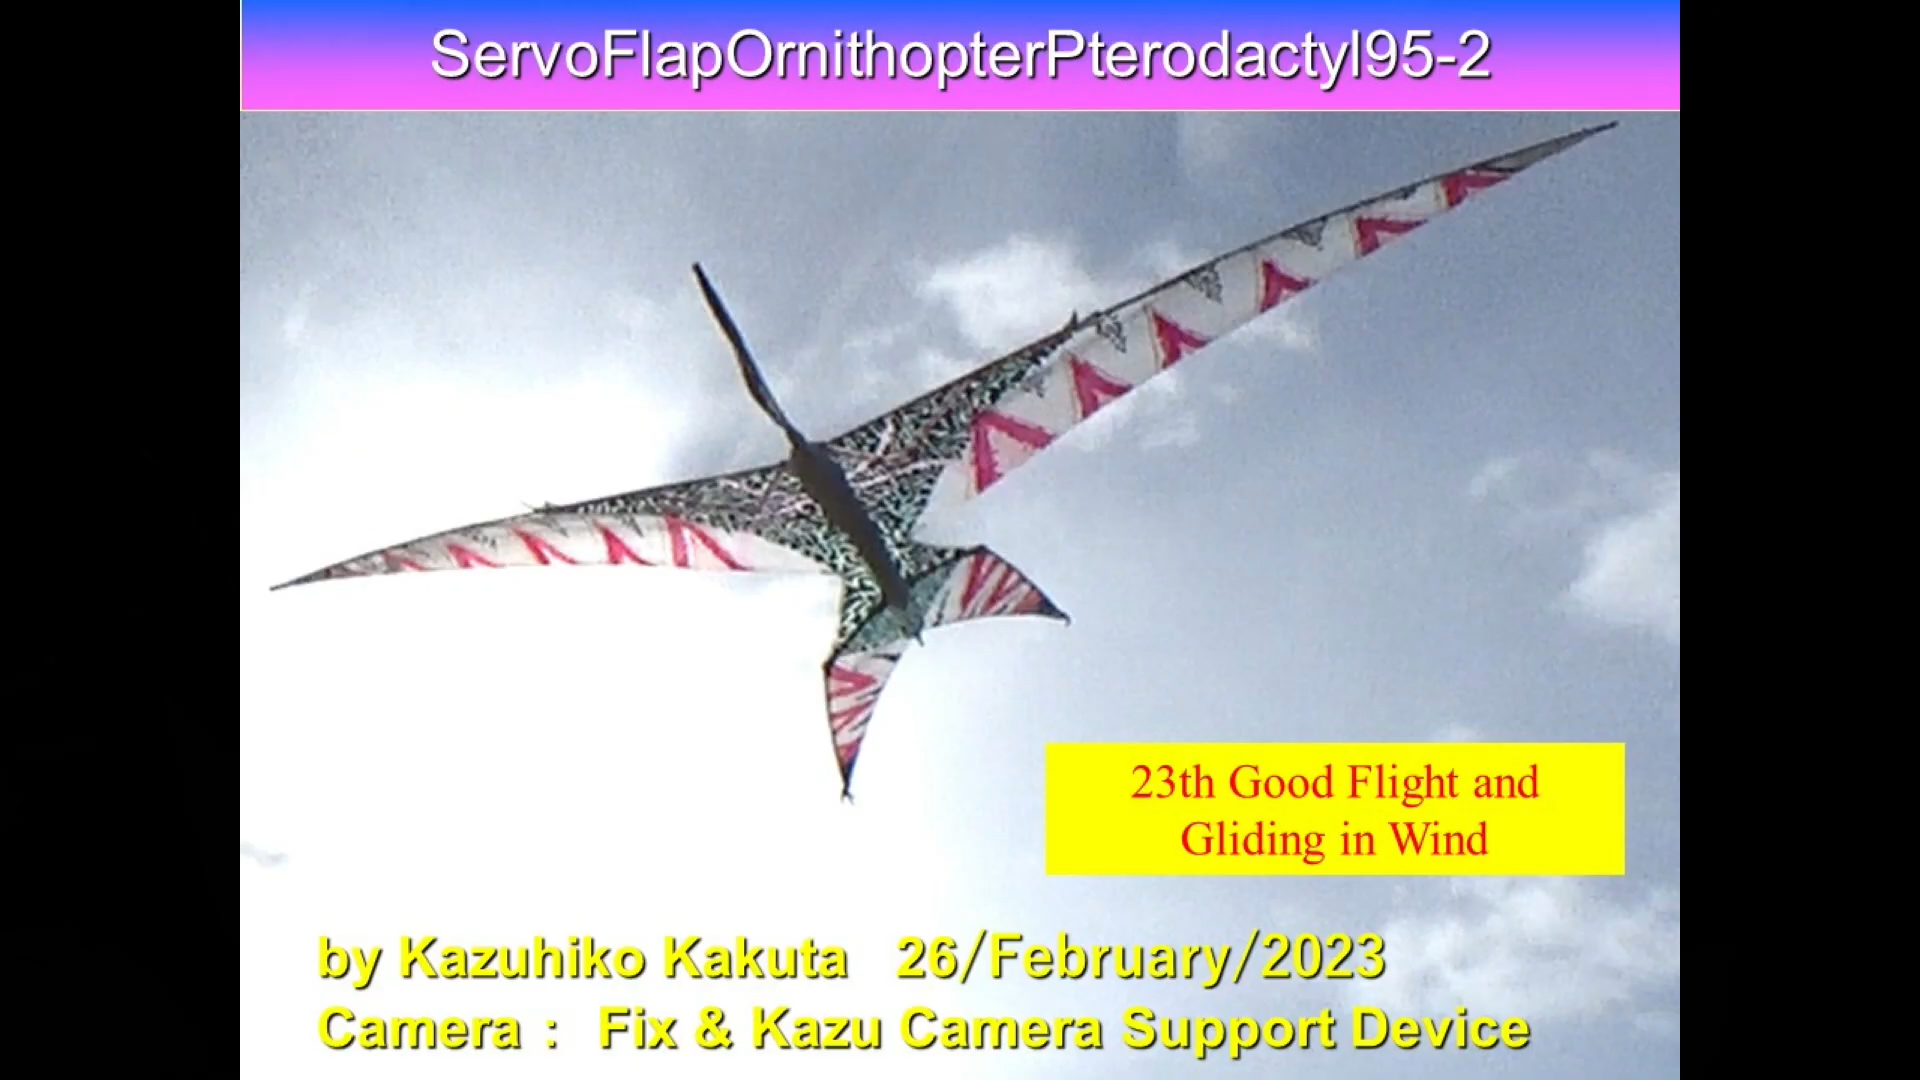 ServoFlapOrnithopterPterodactyl95-2
23th Good Flight and
Gliding in Wind
by Kazuhiko Kakuta 26/February/2023
Camera : Fix & Kazu Camera Support Device